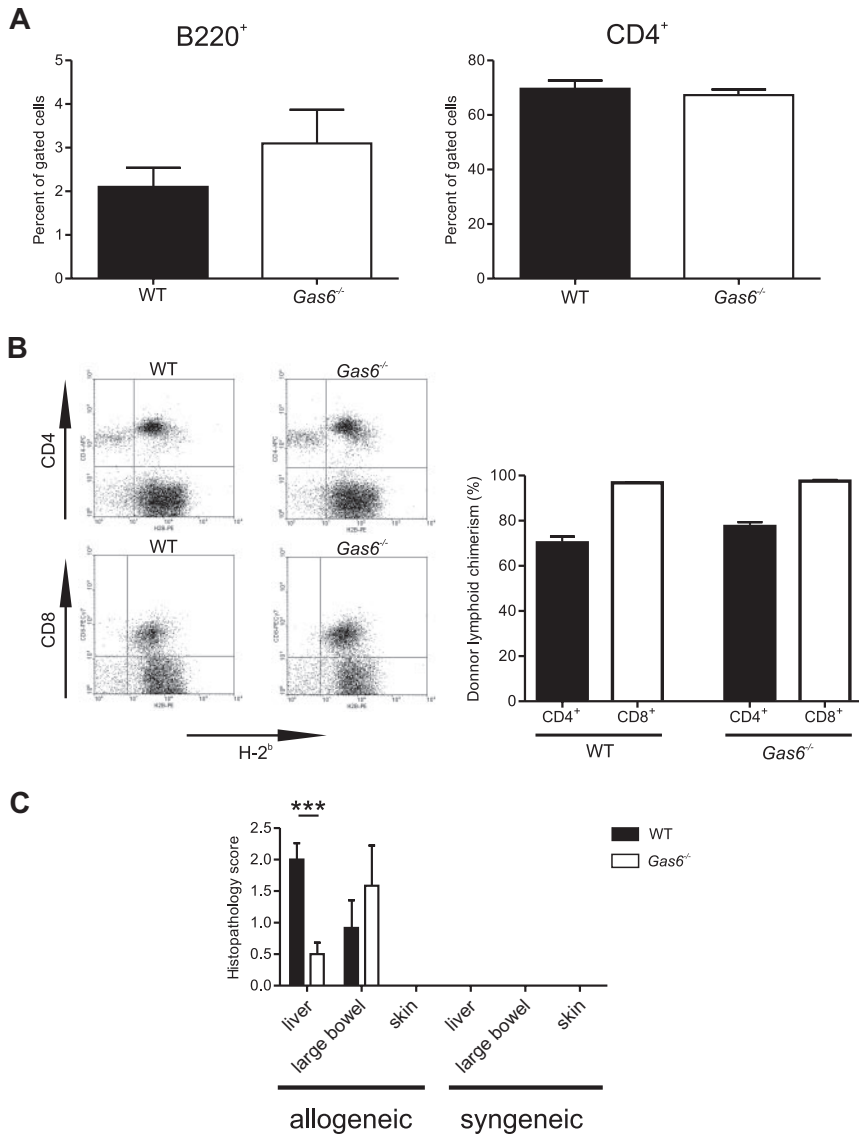 A
B220⁺
CD4⁺
Percent of gated cells
5
4
3
2
1
0
WT
Gas6⁻/⁻
Percent of gated cells
80
60
40
20
0
WT
Gas6⁻/⁻
B
WT
Gas6⁻/⁻
CD4
WT
Gas6⁻/⁻
CD8
H-2ᵇ
Donnor lymphoid chimerism (%)
100
80
60
40
20
0
CD4⁺
CD8⁺
CD4⁺
CD8⁺
WT
Gas6⁻/⁻
C
***
WT
Gas6⁻/⁻
Histopathology score
2.5
2.0
1.5
1.0
0.5
0.0
liver
large bowel
skin
liver
large bowel
skin
allogeneic
syngeneic